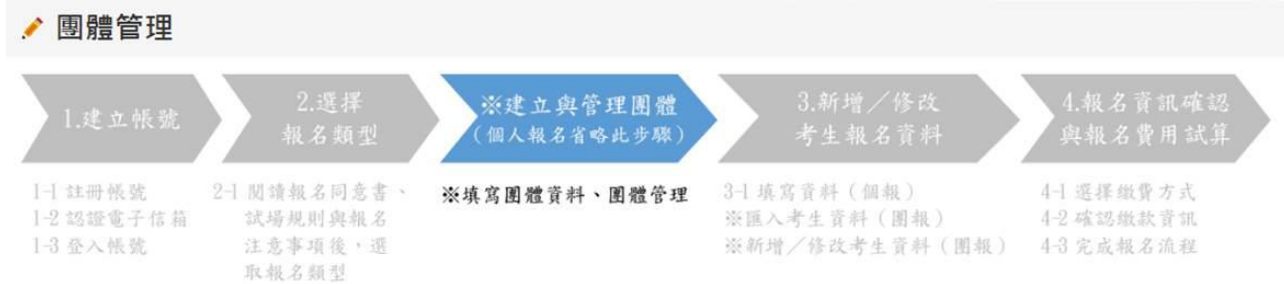 團體管理
1.建立帳號
2.選擇
報名類型
※建立與管理團體
（個人報名省略此步驟）
3.新增／修改
考生報名資料
4.報名資訊確認
與報名費用試算
1-1 註冊帳號
1-2 認證電子信箱
1-3 登入帳號
2-1 閱讀報名同意書、
試場規則與報名
注意事項後，選
取報名類型
※填寫團體資料、團體管理
3-1 填寫資料（個報）
※匯入考生資料（團報）
※新增／修改考生資料（團報）
4-1 選擇繳費方式
4-2 確認繳款資訊
4-3 完成報名流程